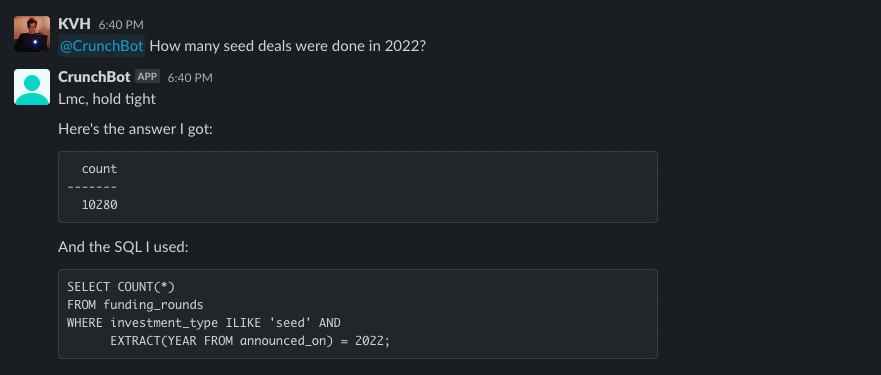 KVH 6:40 PM
@CrunchBot How many seed deals were done in 2022?
CrunchBot APP 6:40 PM
Lmc, hold tight
Here's the answer I got:
count
-------
10280
And the SQL I used:
SELECT COUNT(*)
FROM funding_rounds
WHERE investment_type ILIKE 'seed' AND
EXTRACT(YEAR FROM announced_on) = 2022;